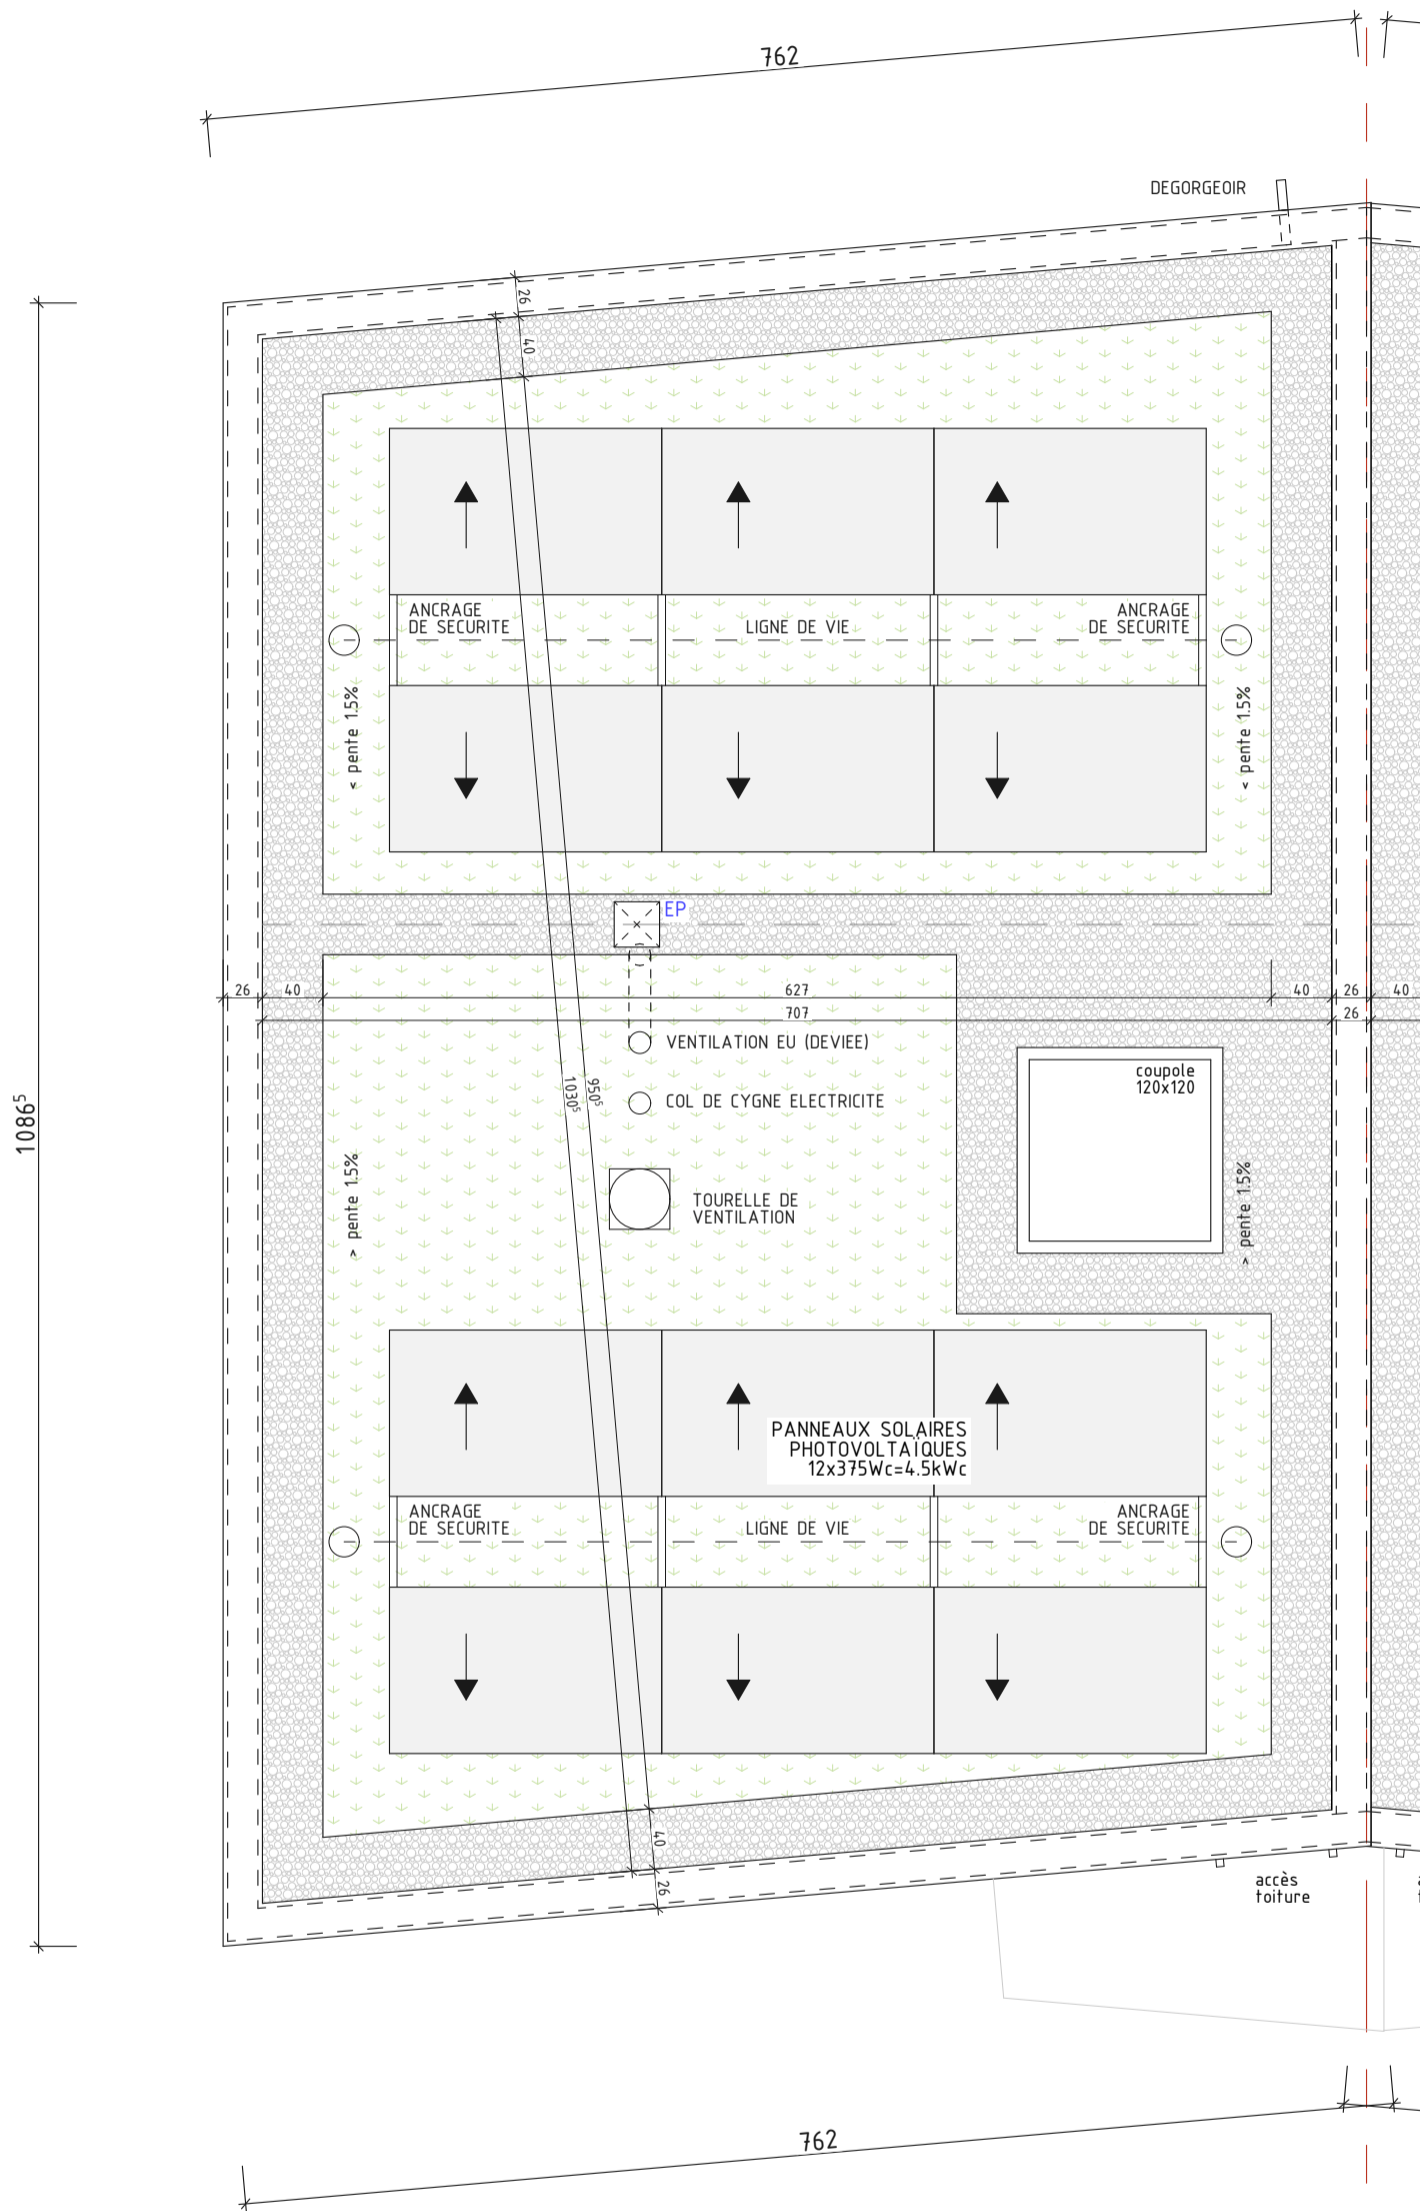 762
DEGORGEOIR
26
40
ANCRAGE
DE SECURITE
LIGNE DE VIE
ANCRAGE
DE SECURITE
< pente 1.5%
< pente 1.5%
EP
26
40
627
40
26
40
707
26
VENTILATION EU (DEVIEE)
coupole
120x120
1030⁵
950⁵
COL DE CYGNE ELECTRICITE
1086⁵
> pente 1.5%
> pente 1.5%
TOURELLE DE
VENTILATION
PANNEAUX SOLAIRES
PHOTOVOLTAÏQUES
12x375Wc=4.5kWc
ANCRAGE
DE SECURITE
LIGNE DE VIE
ANCRAGE
DE SECURITE
40
26
accès
toiture
762